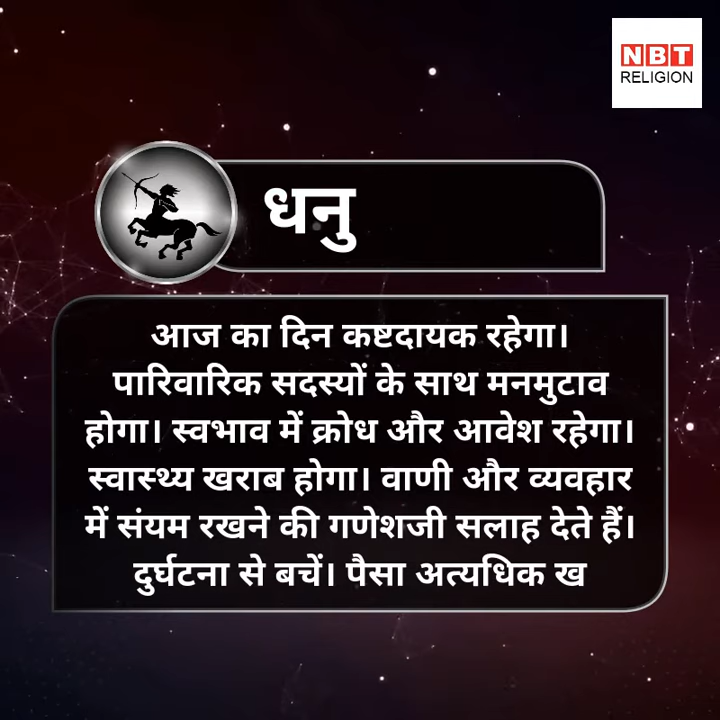 NBT
RELIGION
धनु
आज का दिन कष्टदायक रहेगा।
पारिवारिक सदस्यों के साथ मनमुटाव
होगा। स्वभाव में क्रोध और आवेश रहेगा।
स्वास्थ्य खराब होगा। वाणी और व्यवहार
में संयम रखने की गणेशजी सलाह देते हैं।
दुर्घटना से बचें। पैसा अत्यधिक ख